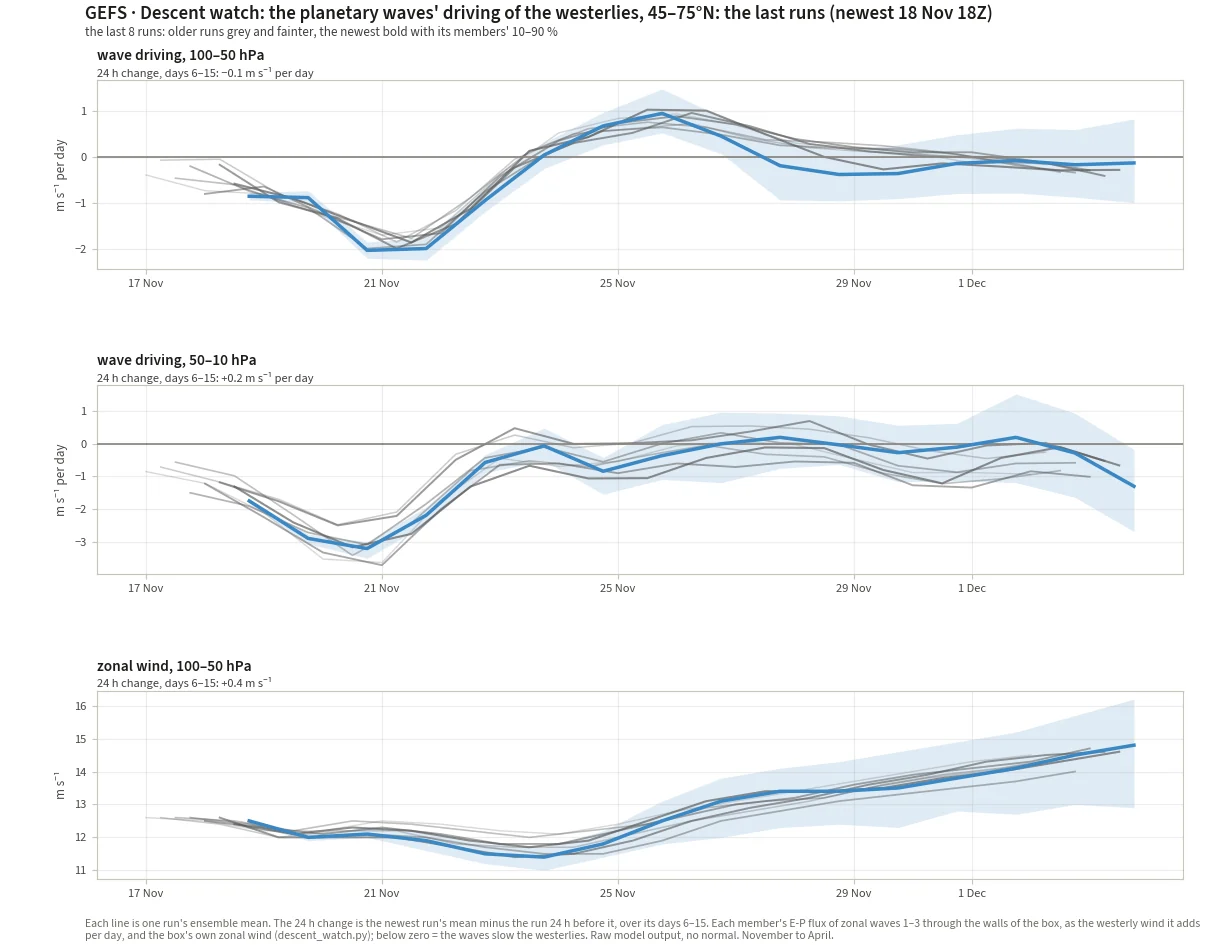 GEFS · Descent watch: the planetary waves' driving of the westerlies, 45–75°N: the last runs (newest 18 Nov 18Z)
the last 8 runs: older runs grey and fainter, the newest bold with its members' 10–90 %
wave driving, 100–50 hPa
24 h change, days 6–15: −0.1 m s⁻¹ per day
1
0
−1
−2
m s⁻¹ per day
17 Nov
21 Nov
25 Nov
29 Nov
1 Dec
wave driving, 50–10 hPa
24 h change, days 6–15: +0.2 m s⁻¹ per day
1
0
−1
−2
−3
m s⁻¹ per day
17 Nov
21 Nov
25 Nov
29 Nov
1 Dec
zonal wind, 100–50 hPa
24 h change, days 6–15: +0.4 m s⁻¹
16
15
14
13
12
11
m s⁻¹
17 Nov
21 Nov
25 Nov
29 Nov
1 Dec
Each line is one run's ensemble mean. The 24 h change is the newest run's mean minus the run 24 h before it, over its days 6–15. Each member's E-P flux of zonal waves 1–3 through the walls of the box, as the westerly wind it adds
per day, and the box's own zonal wind (descent_watch.py); below zero = the waves slow the westerlies. Raw model output, no normal. November to April.